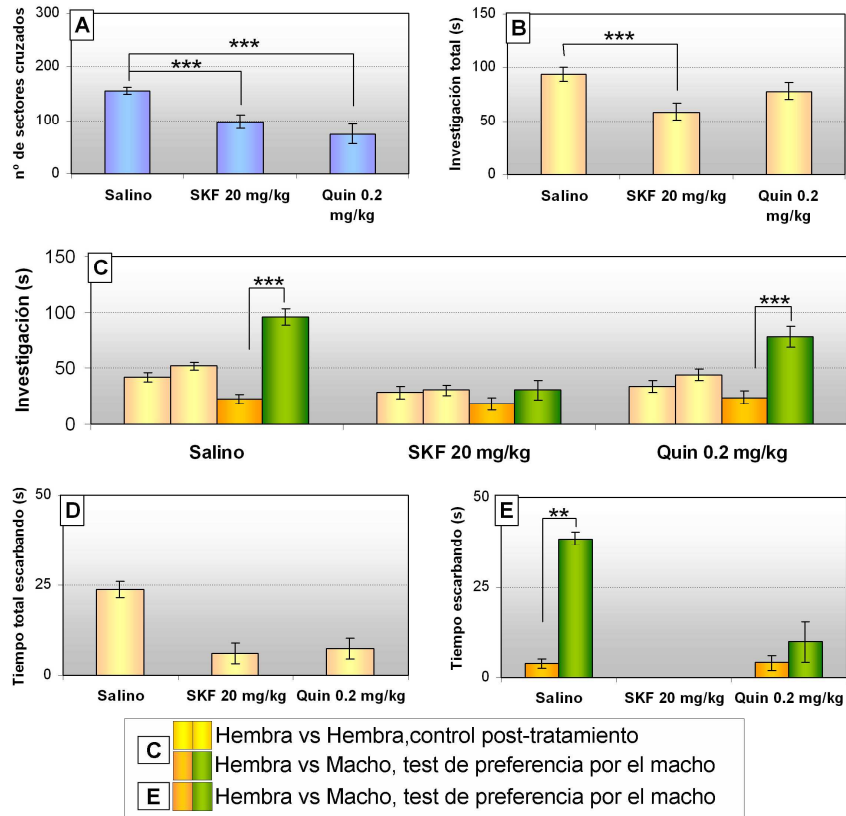 A
nº de sectores cruzados
300
200
100
0
***
***
Salino
SKF 20 mg/kg
Quin 0.2
mg/kg
B
Investigación total (s)
150
100
50
0
***
Salino
SKF 20 mg/kg
Quin 0.2
mg/kg
C
Investigación (s)
150
100
50
0
***
***
Salino
SKF 20 mg/kg
Quin 0.2 mg/kg
D
Tiempo total escarbando (s)
50
25
0
Salino
SKF 20 mg/kg
Quin 0.2 mg/kg
E
Tiempo escarbando (s)
50
25
0
**
Salino
SKF 20 mg/kg
Quin 0.2 mg/kg
C
Hembra vs Hembra,control post-tratamiento
Hembra vs Macho, test de preferencia por el macho
E
Hembra vs Macho, test de preferencia por el macho